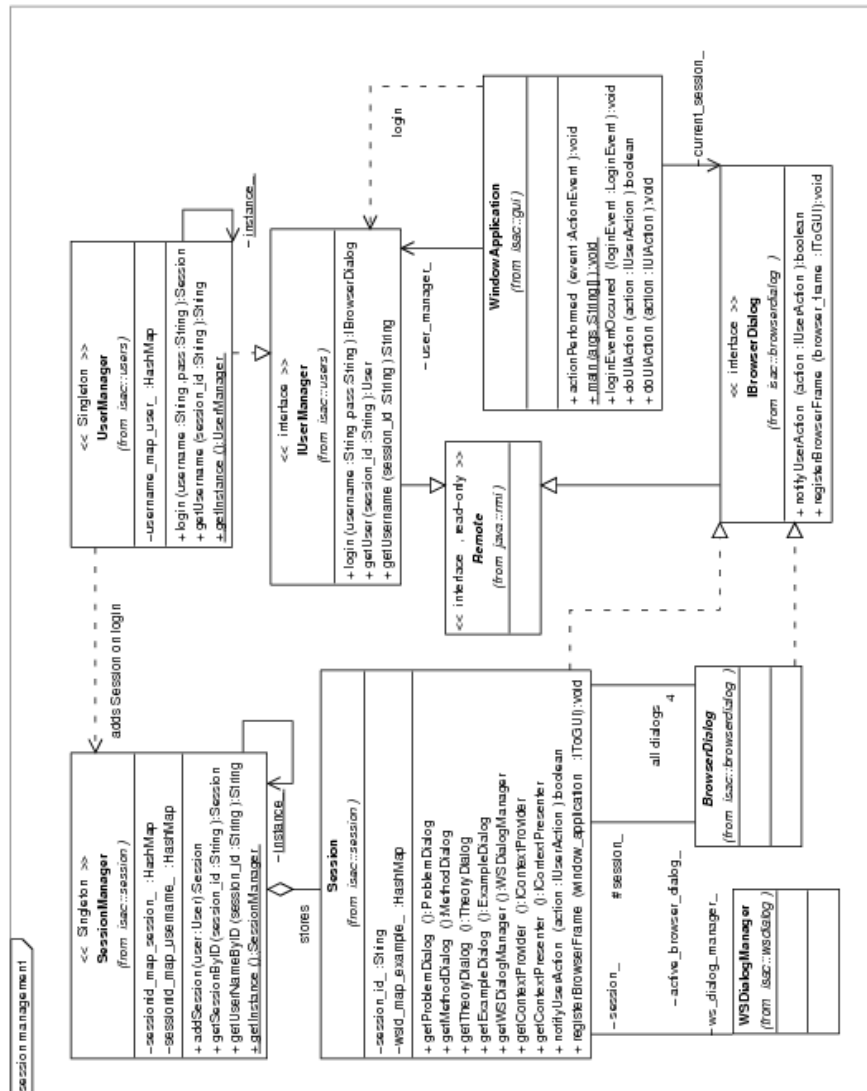 session management
<< Singleton >>
SessionManager
(from isac::session )
-sessionid_map_session_ :HashMap
-sessionid_map_username_ :HashMap
+ addSession (user :User ):Session
+ getSessionByID (session_id :String ):Session
+ getUserNameByID (session_id :String ):String
+ getInstance ():SessionManager
- instance_
adds Session on login
<< Singleton >>
UserManager
(from isac::users )
-username_map_user_ :HashMap
+ login (username :String ,pass :String ):Session
+ getUsername (session_id :String ):String
+ getInstance ():UserManager
- instance_
stores
Session
(from isac::session )
-session_id_ :String
-wsid_map_example_ :HashMap
+ getProblemDialog ():ProblemDialog
+ getMethodDialog ():MethodDialog
+ getTheoryDialog ():TheoryDialog
+ getExampleDialog ():ExampleDialog
+ getWSDialogManager ():WSDialogManager
+ getContextProvider ():IContextProvider
+ getContextPresenter ():IContextPresenter
+ notifyUserAction (action :IUserAction ):boolean
+ registerBrowserFrame (window_application :IToGUI):void
<< interface >>
IUserManager
(from isac::users )
+ login (username :String ,pass :String ):IBrowserDialog
+ getUser (session_id :String ):User
+ getUsername (session_id :String ):String
login
- user_manager_
<< interface , read-only >>
Remote
(from java::rmi )
WindowApplication
(from isac::gui )
+ actionPerformed (event :ActionEvent ):void
+ main (args :String[] ):void
+ loginEventOccured (loginEvent :LoginEvent ):void
+ doUIAction (action :IUserAction ):boolean
+ doUIAction (action :IUIAction ):void
- current_session_
- session_
# session_
all dialogs
4
- active_browser_dialog_
- ws_dialog_manager_
WSDialogManager
(from isac::wsdialog )
BrowserDialog
(from isac::browserdialog )
<< interface >>
IBrowserDialog
(from isac::browserdialog )
+ notifyUserAction (action :IUserAction ):boolean
+ registerBrowserFrame (browser_frame :IToGUI):void